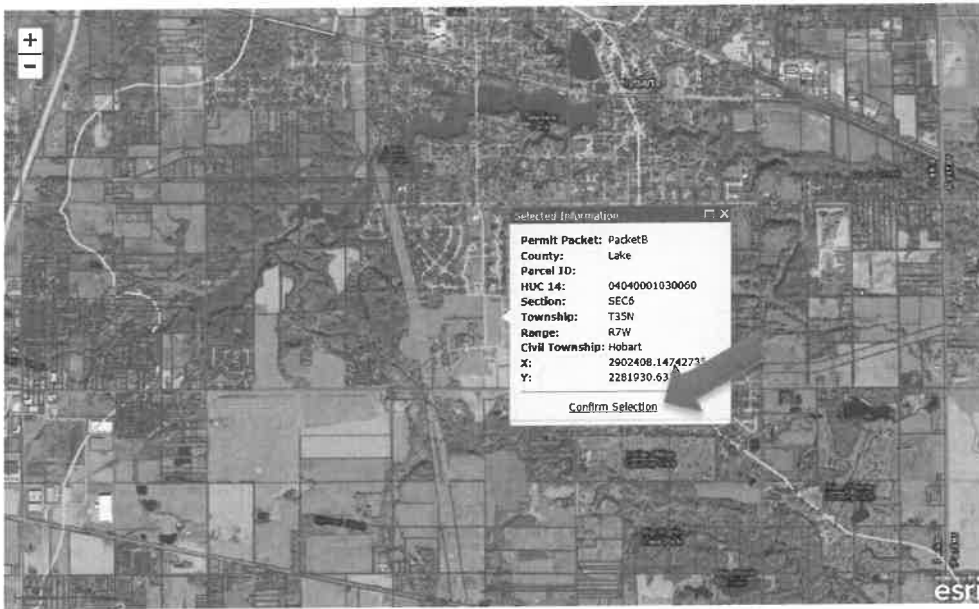 +
−
Selected Information
Permit Packet: PacketB
County: Lake
Parcel ID:
HUC 14: 04040001030060
Section: SEC6
Township: T35N
Range: R7W
Civil Township: Hobart
X: 2902408.1474273
Y: 2281930.63
Confirm Selection
esri